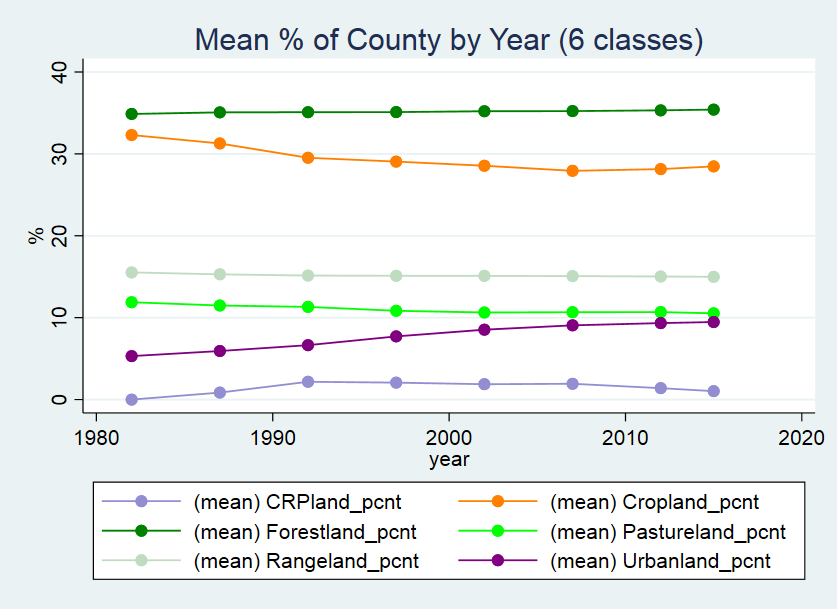 Mean % of County by Year (6 classes)
40
30
20
10
0
%
1980 1990 2000 2010 2020
year
(mean) CRPland_pcnt (mean) Cropland_pcnt
(mean) Forestland_pcnt (mean) Pastureland_pcnt
(mean) Rangeland_pcnt (mean) Urbanland_pcnt